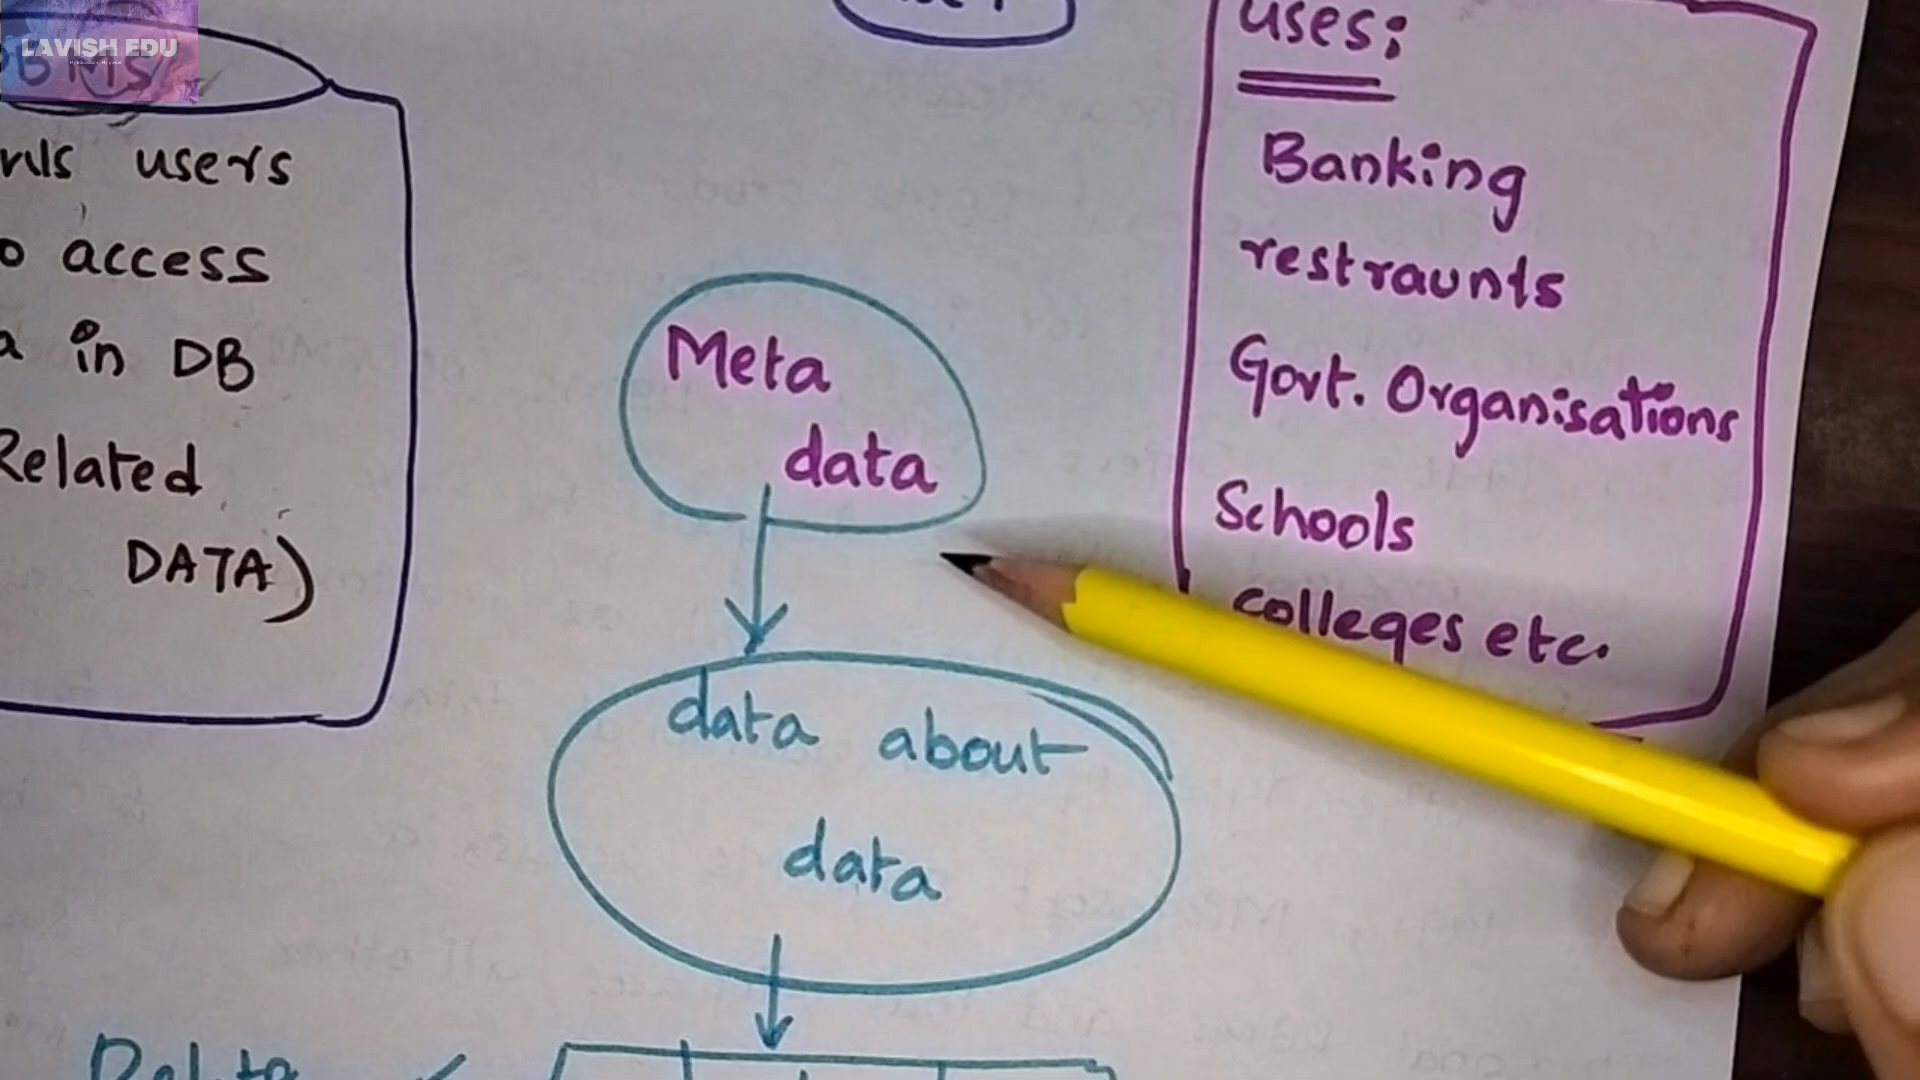 LAVISH EDU
users
access
in DB
Related
DATA)
Meta
data
data about
data
uses:
Banking
restraunts
Govt. Organisations
Schools
colleges etc.